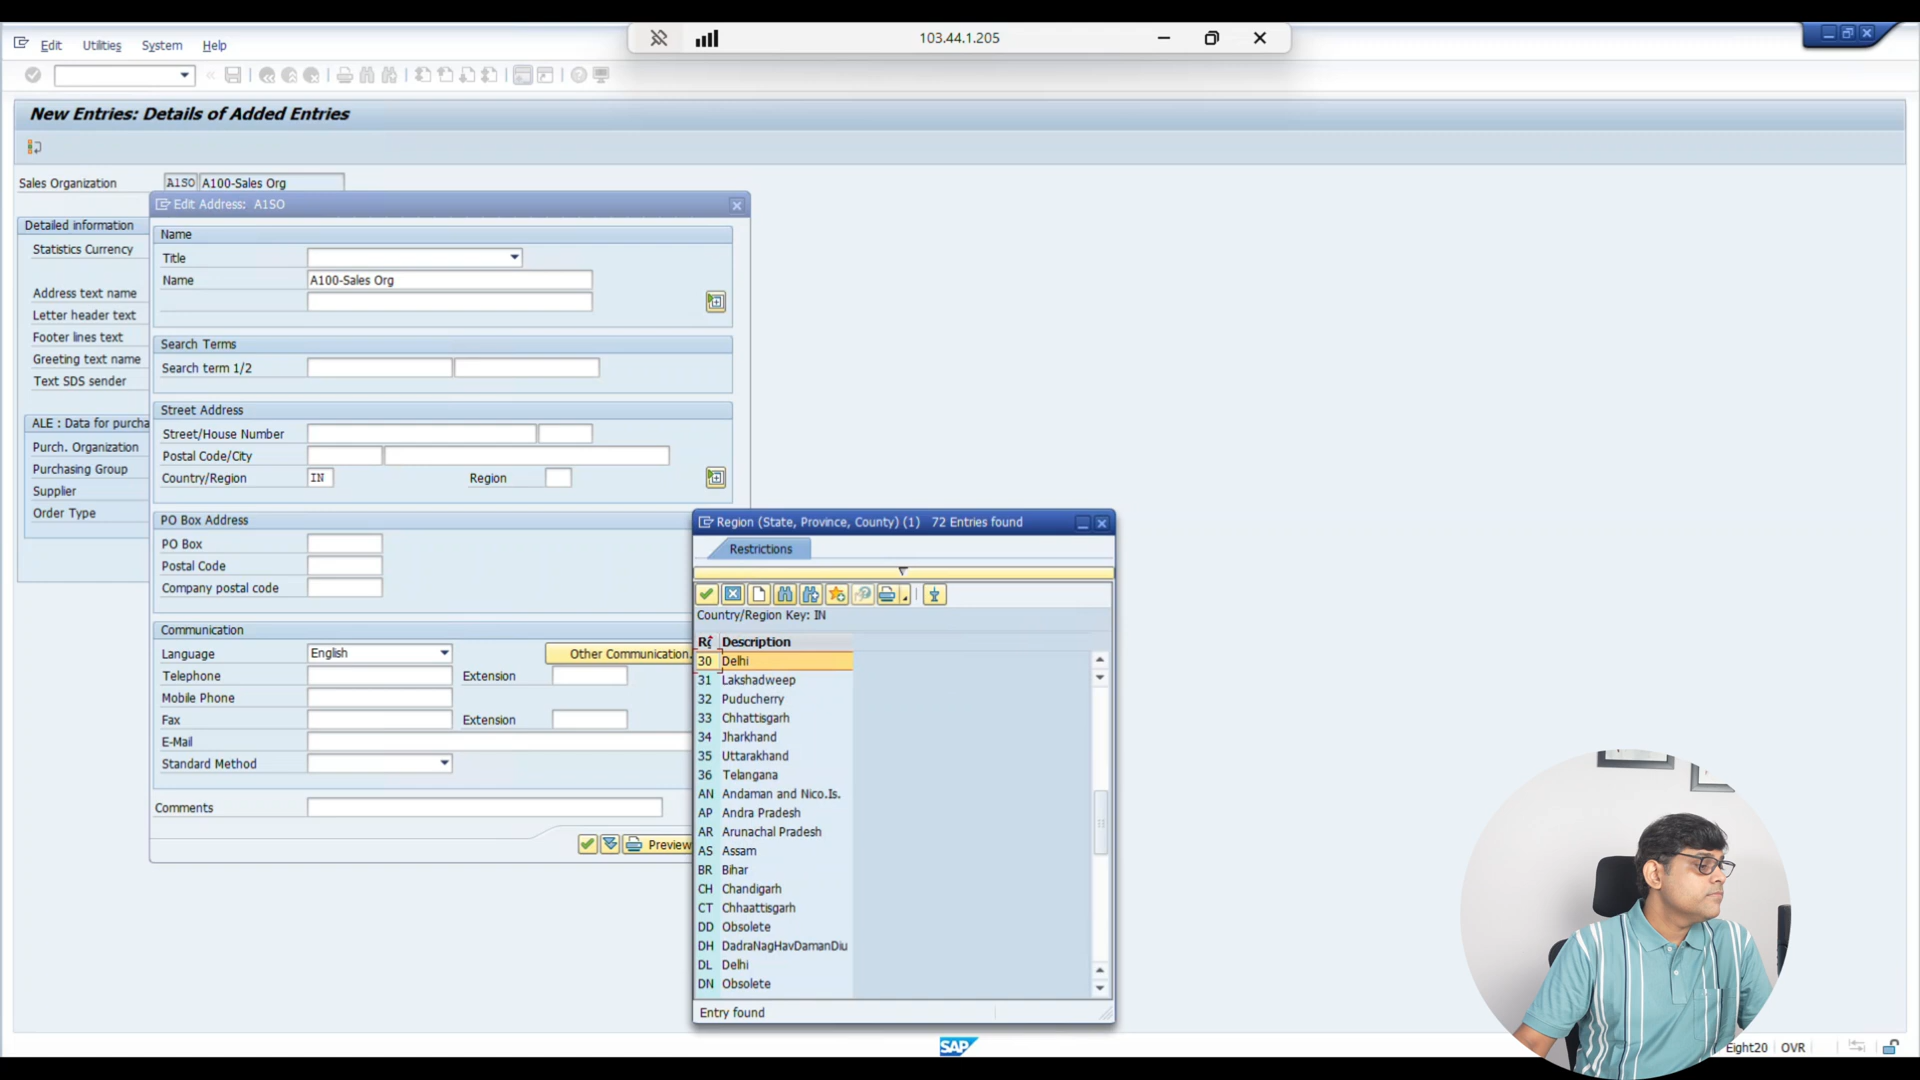 103.44.1.205
Edit Utilities System Help
New Entries: Details of Added Entries
Sales Organization A1SO A100-Sales Org
Edit Address: A1SO
Detailed information
Statistics Currency
Address text name
Letter header text
Footer lines text
Greeting text name
Text SDS sender
ALE : Data for purcha
Purch. Organization
Purchasing Group
Supplier
Order Type
Name
Title
Name A100-Sales Org
Search Terms
Search term 1/2
Street Address
Street/House Number
Postal Code/City
Country/Region IN Region
PO Box Address
PO Box
Postal Code
Company postal code
Communication
Language English Other Communication.
Telephone Extension
Mobile Phone
Fax Extension
E-Mail
Standard Method
Comments
Preview
Region (State, Province, County) (1) 72 Entries found
Restrictions
Country/Region Key: IN
Description
30 Delhi
31 Lakshadweep
32 Puducherry
33 Chhattisgarh
34 Jharkhand
35 Uttarakhand
36 Telangana
AN Andaman and Nico.Is.
AP Andra Pradesh
AR Arunachal Pradesh
AS Assam
BR Bihar
CH Chandigarh
CT Chhaattisgarh
DD Obsolete
DH DadraNagHavDamanDiu
DL Delhi
DN Obsolete
Entry found
SAP
Eight20 OVR